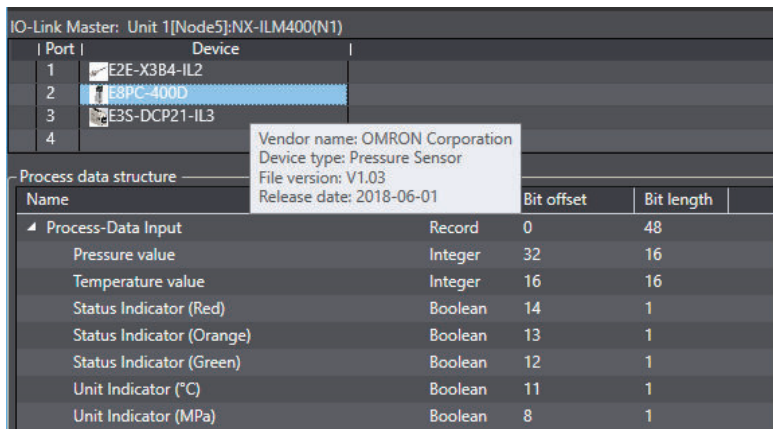 IO-Link Master: Unit 1[Node5]:NX-ILM400(N1)
Port Device
1 E2E-X3B4-IL2
2 E8PC-400D
3 E3S-DCP21-IL3
4
Vendor name: OMRON Corporation
Device type: Pressure Sensor
File version: V1.03
Release date: 2018-06-01
Process data structure
Name Bit offset Bit length
Process-Data Input Record 0 48
Pressure value Integer 32 16
Temperature value Integer 16 16
Status Indicator (Red) Boolean 14 1
Status Indicator (Orange) Boolean 13 1
Status Indicator (Green) Boolean 12 1
Unit Indicator (°C) Boolean 11 1
Unit Indicator (MPa) Boolean 8 1